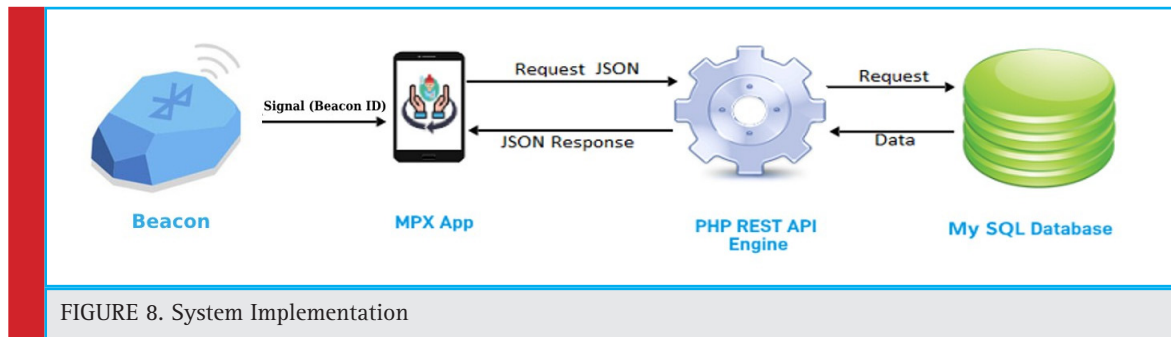 Signal (Beacon ID)
Request JSON
JSON Response
Request
Data
Beacon
MPX App
PHP REST API
Engine
My SQL Database
FIGURE 8. System Implementation